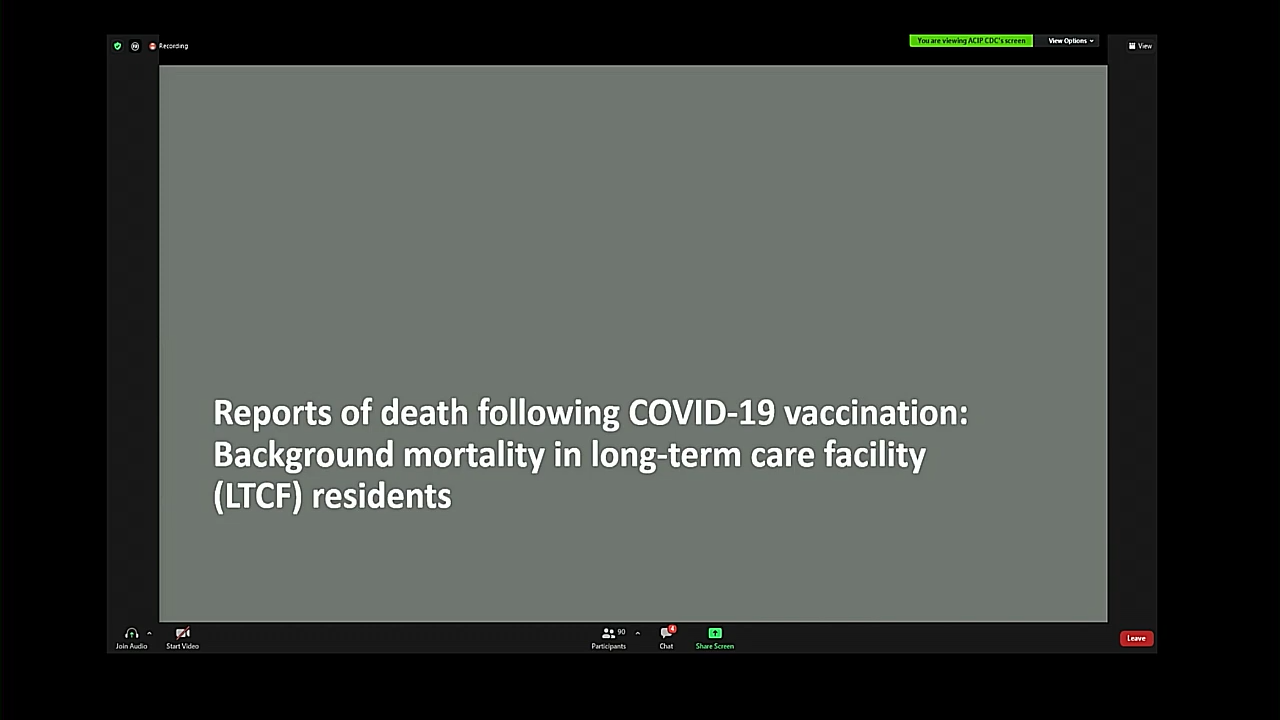 Recording
You are viewing ACIP CDC's screen
View Options
View
Reports of death following COVID-19 vaccination:
Background mortality in long-term care facility
(LTCF) residents
Join Audio
Start Video
90
Participants
4
Chat
Share Screen
Leave